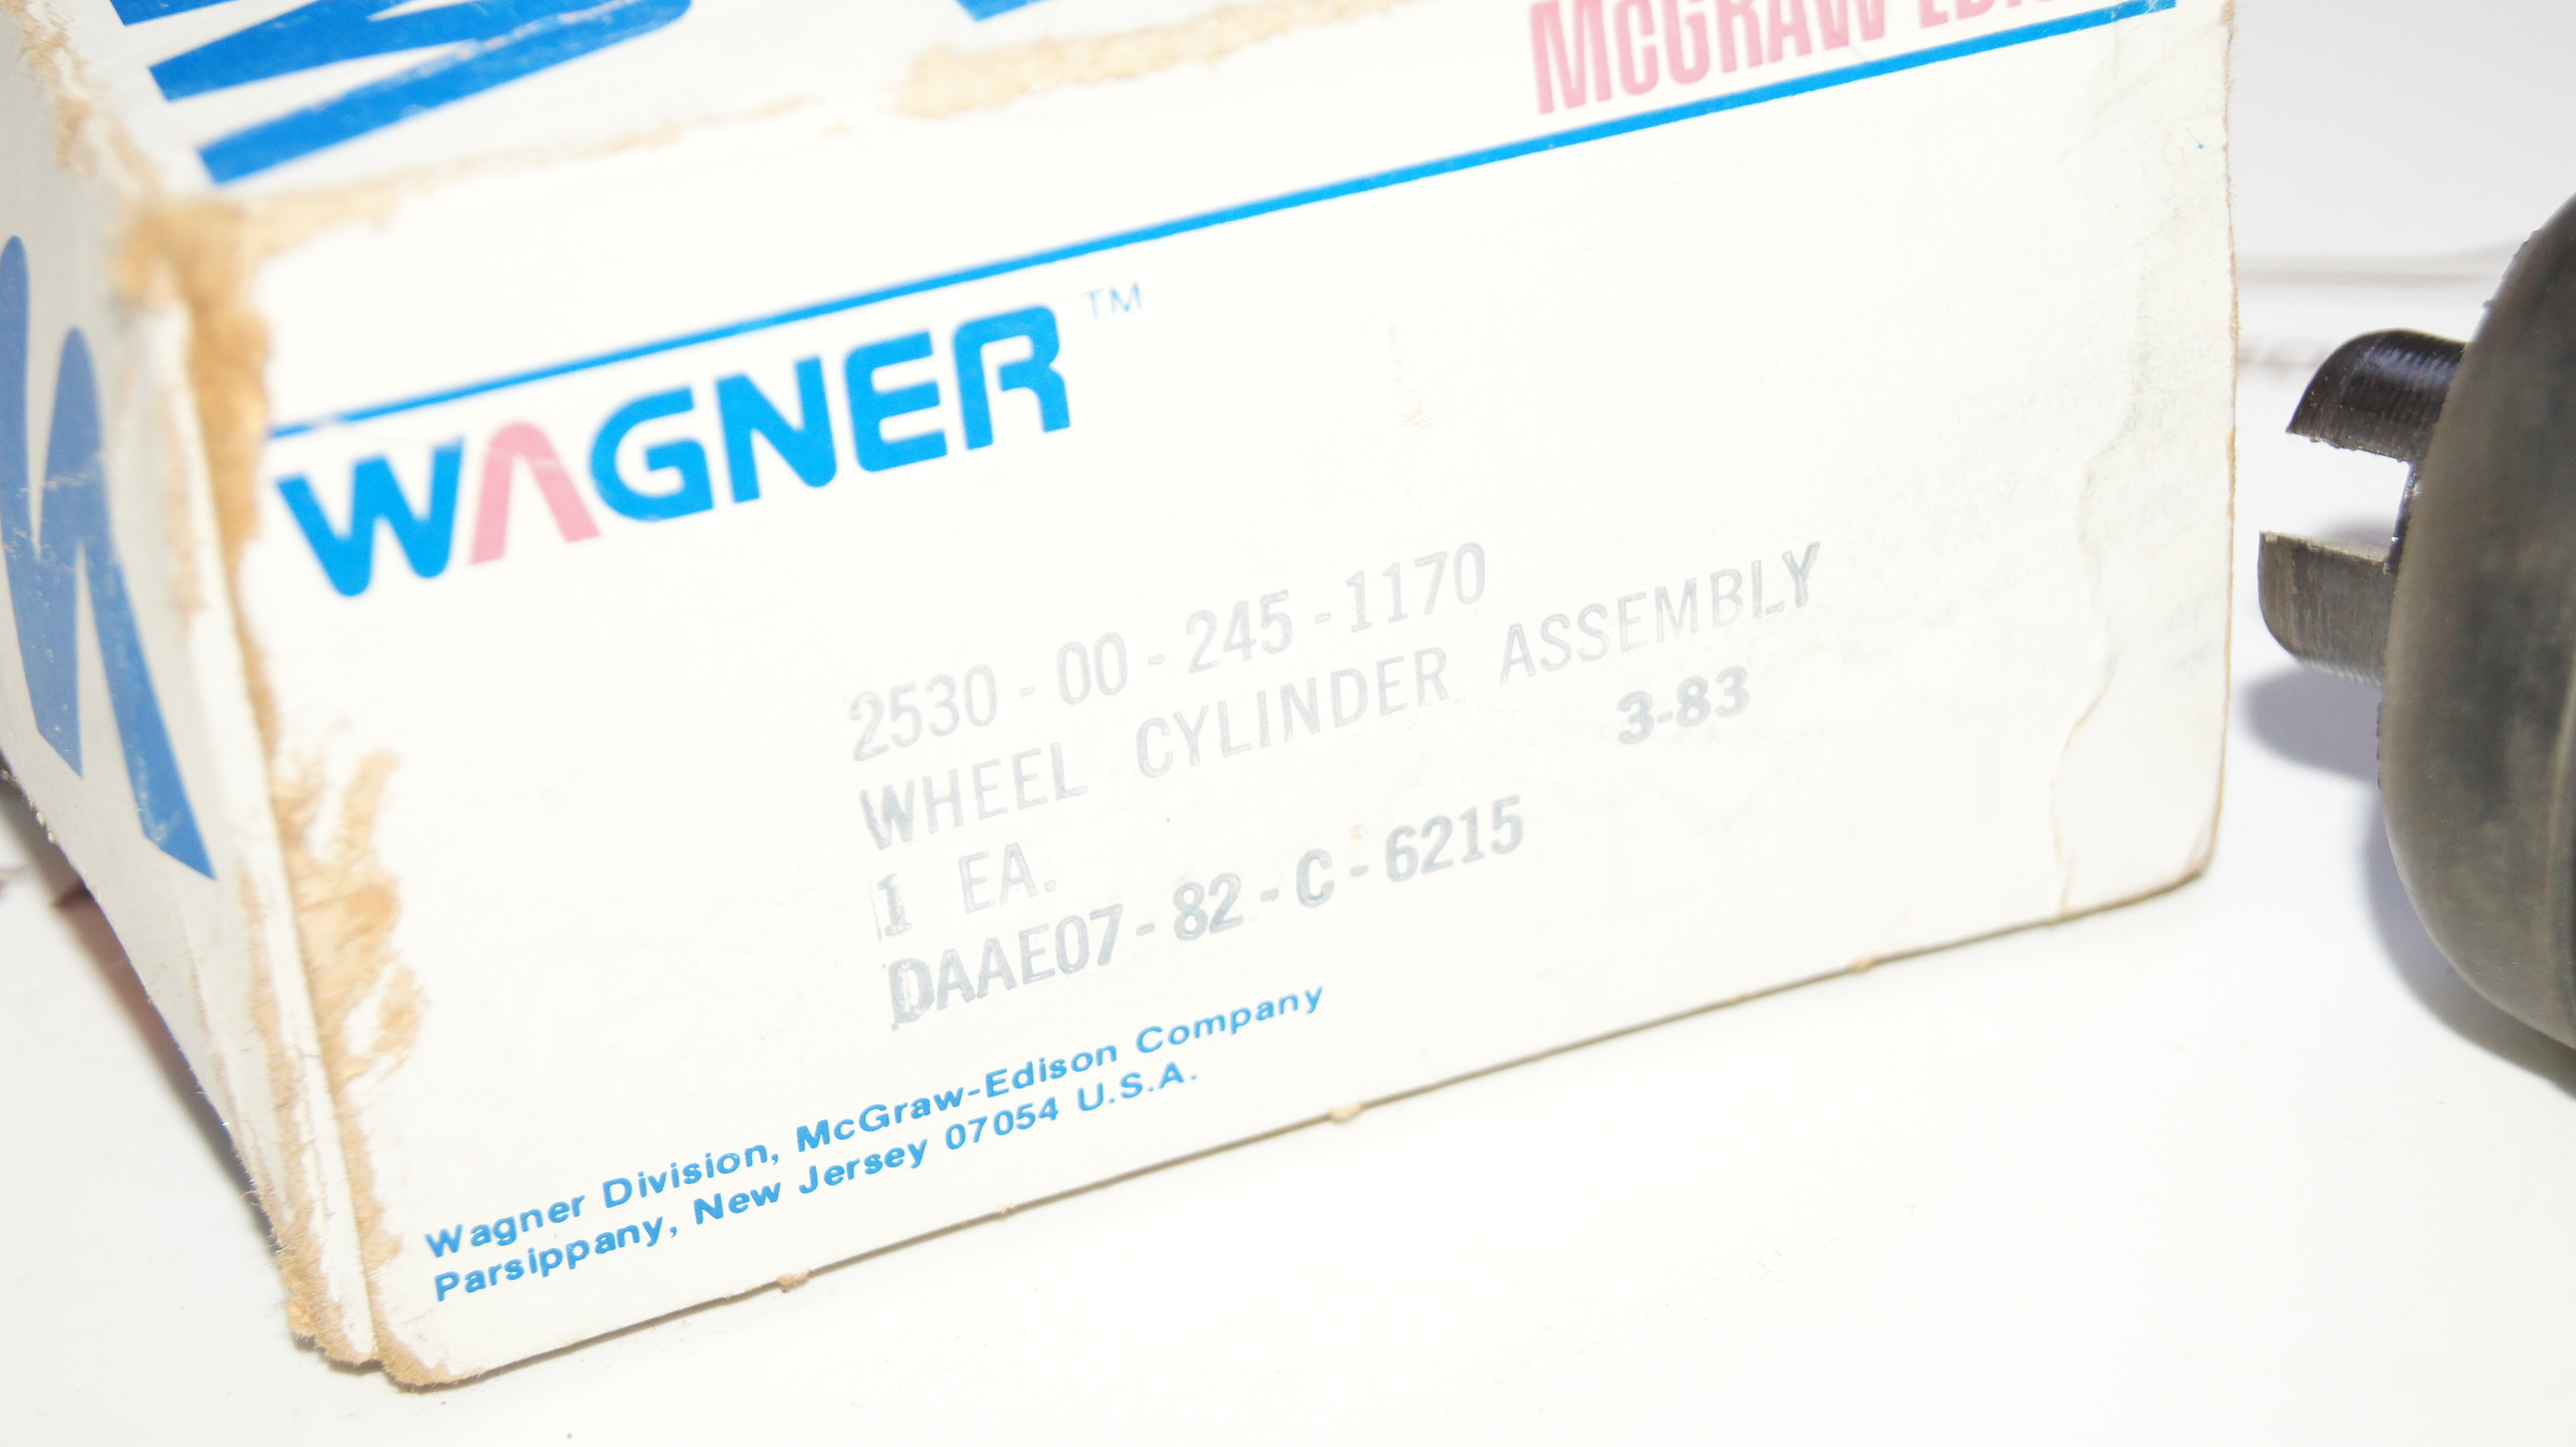 McGRAW-EDISON
WAGNER™
2530-00-245-1170
WHEEL CYLINDER ASSEMBLY
3-83
1 EA.
DAAE07-82-C-6215
Wagner Division, McGraw-Edison Company
Parsippany, New Jersey 07054 U.S.A.